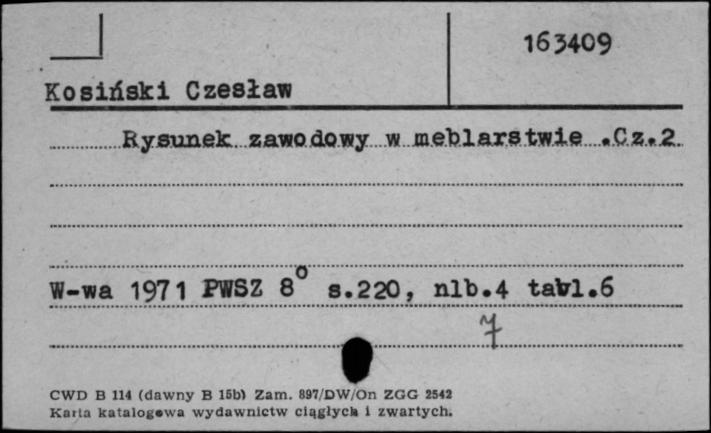 163409
Kosiński Czesław
Rysunek zawodowy w meblarstwie .Cz.2
W-wa 1971 PWSZ 8° s.220, nlb.4 tabl.6
7
CWD B 114 (dawny B 15b) Zam. 897/DW/On ZGG 2542
Karta katalogowa wydawnictw ciągłych i zwartych.